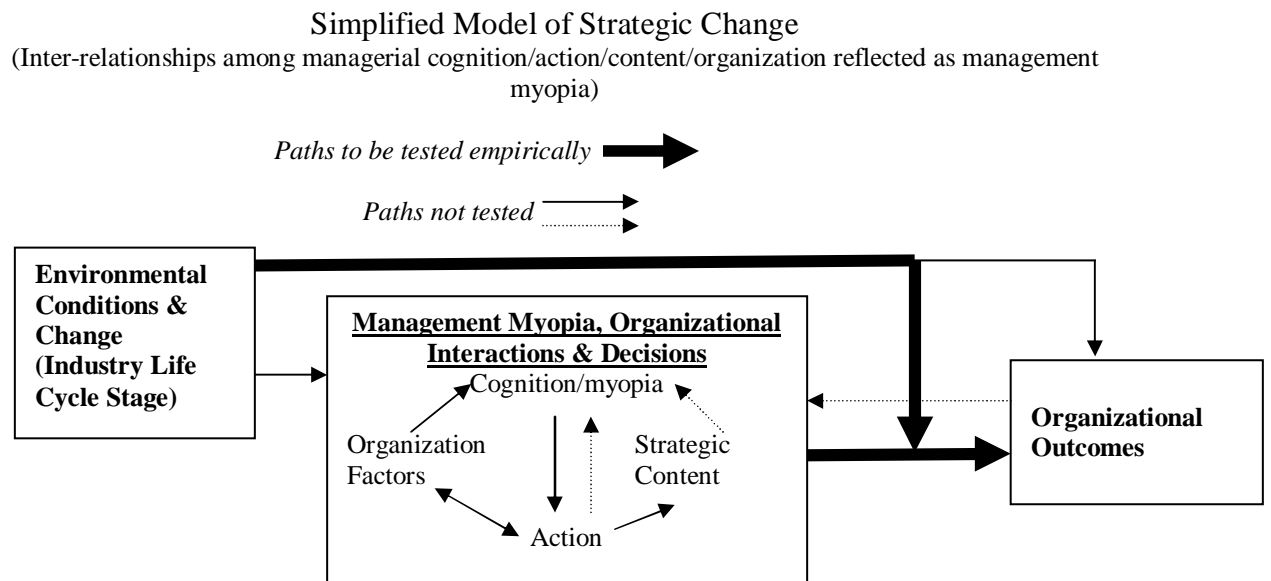 Simplified Model of Strategic Change
(Inter-relationships among managerial cognition/action/content/organization reflected as management
myopia)
Paths to be tested empirically
Paths not tested
Environmental
Conditions &
Change
(Industry Life
Cycle Stage)
Management Myopia, Organizational
Interactions & Decisions
Cognition/myopia
Organization
Factors
Strategic
Content
Action
Organizational
Outcomes